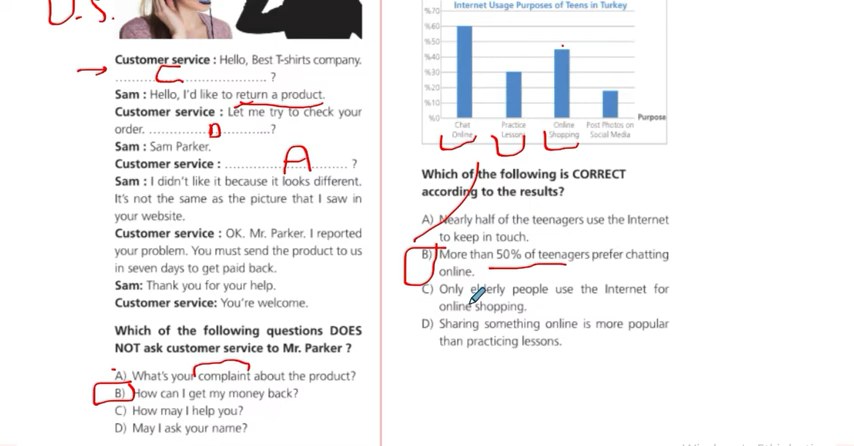 D.S.
Customer service : Hello, Best T-shirts company.
C ?
Sam : Hello, I'd like to return a product.
Customer service : Let me try to check your
order. D ?
Sam : Sam Parker.
Customer service : A ?
Sam : I didn't like it because it looks different.
It's not the same as the picture that I saw in
your website.
Customer service: OK. Mr. Parker. I reported
your problem. You must send the product to us
in seven days to get paid back.
Sam: Thank you for your help.
Customer service: You're welcome.
Which of the following questions DOES
NOT ask customer service to Mr. Parker ?
A) What's your complaint about the product?
B) How can I get my money back?
C) How may I help you?
D) May I ask your name?
Internet Usage Purposes of Teens in Turkey
%70
%60
%50
%40
%30
%20
%10
%0
Purpose
Chat
Online
Practice
Lessons
Online
Shopping
Post Photos on
Social Media
Which of the following is CORRECT
according to the results?
A) Nearly half of the teenagers use the Internet
to keep in touch.
B) More than 50% of teenagers prefer chatting
online.
C) Only elderly people use the Internet for
online shopping.
D) Sharing something online is more popular
than practicing lessons.